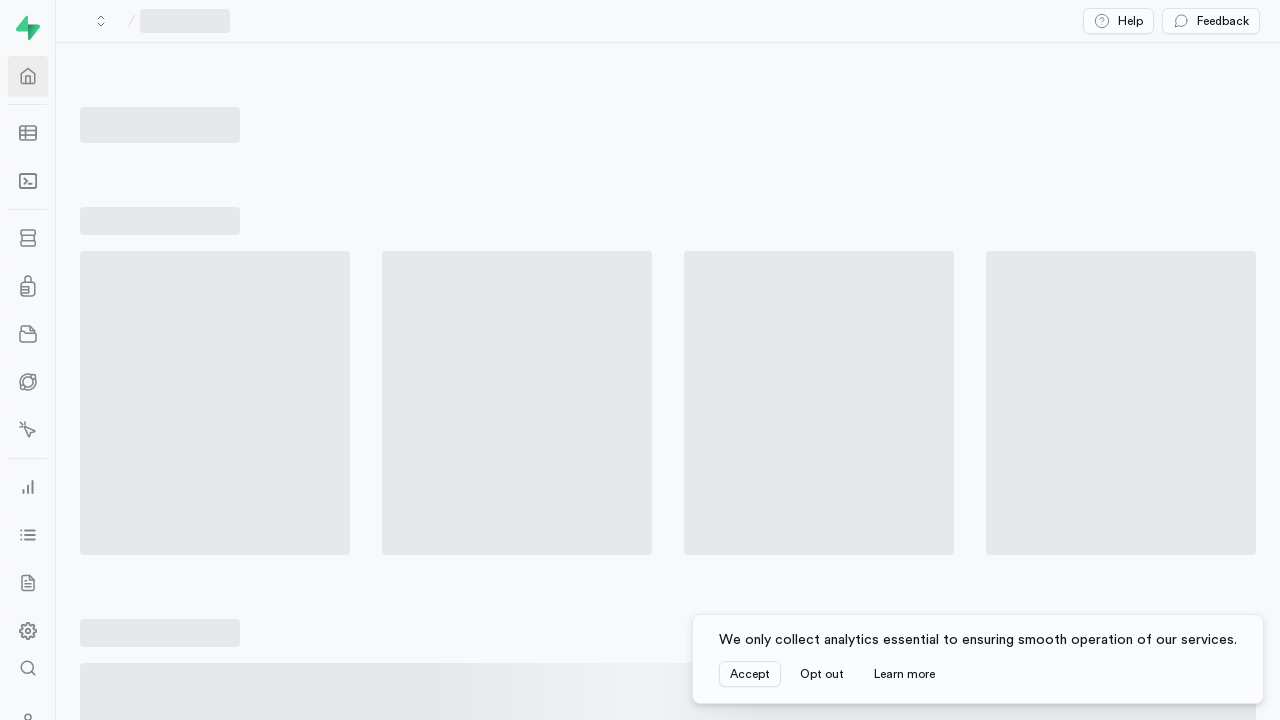 /
Help
Feedback
We only collect analytics essential to ensuring smooth operation of our services.
Accept
Opt out
Learn more